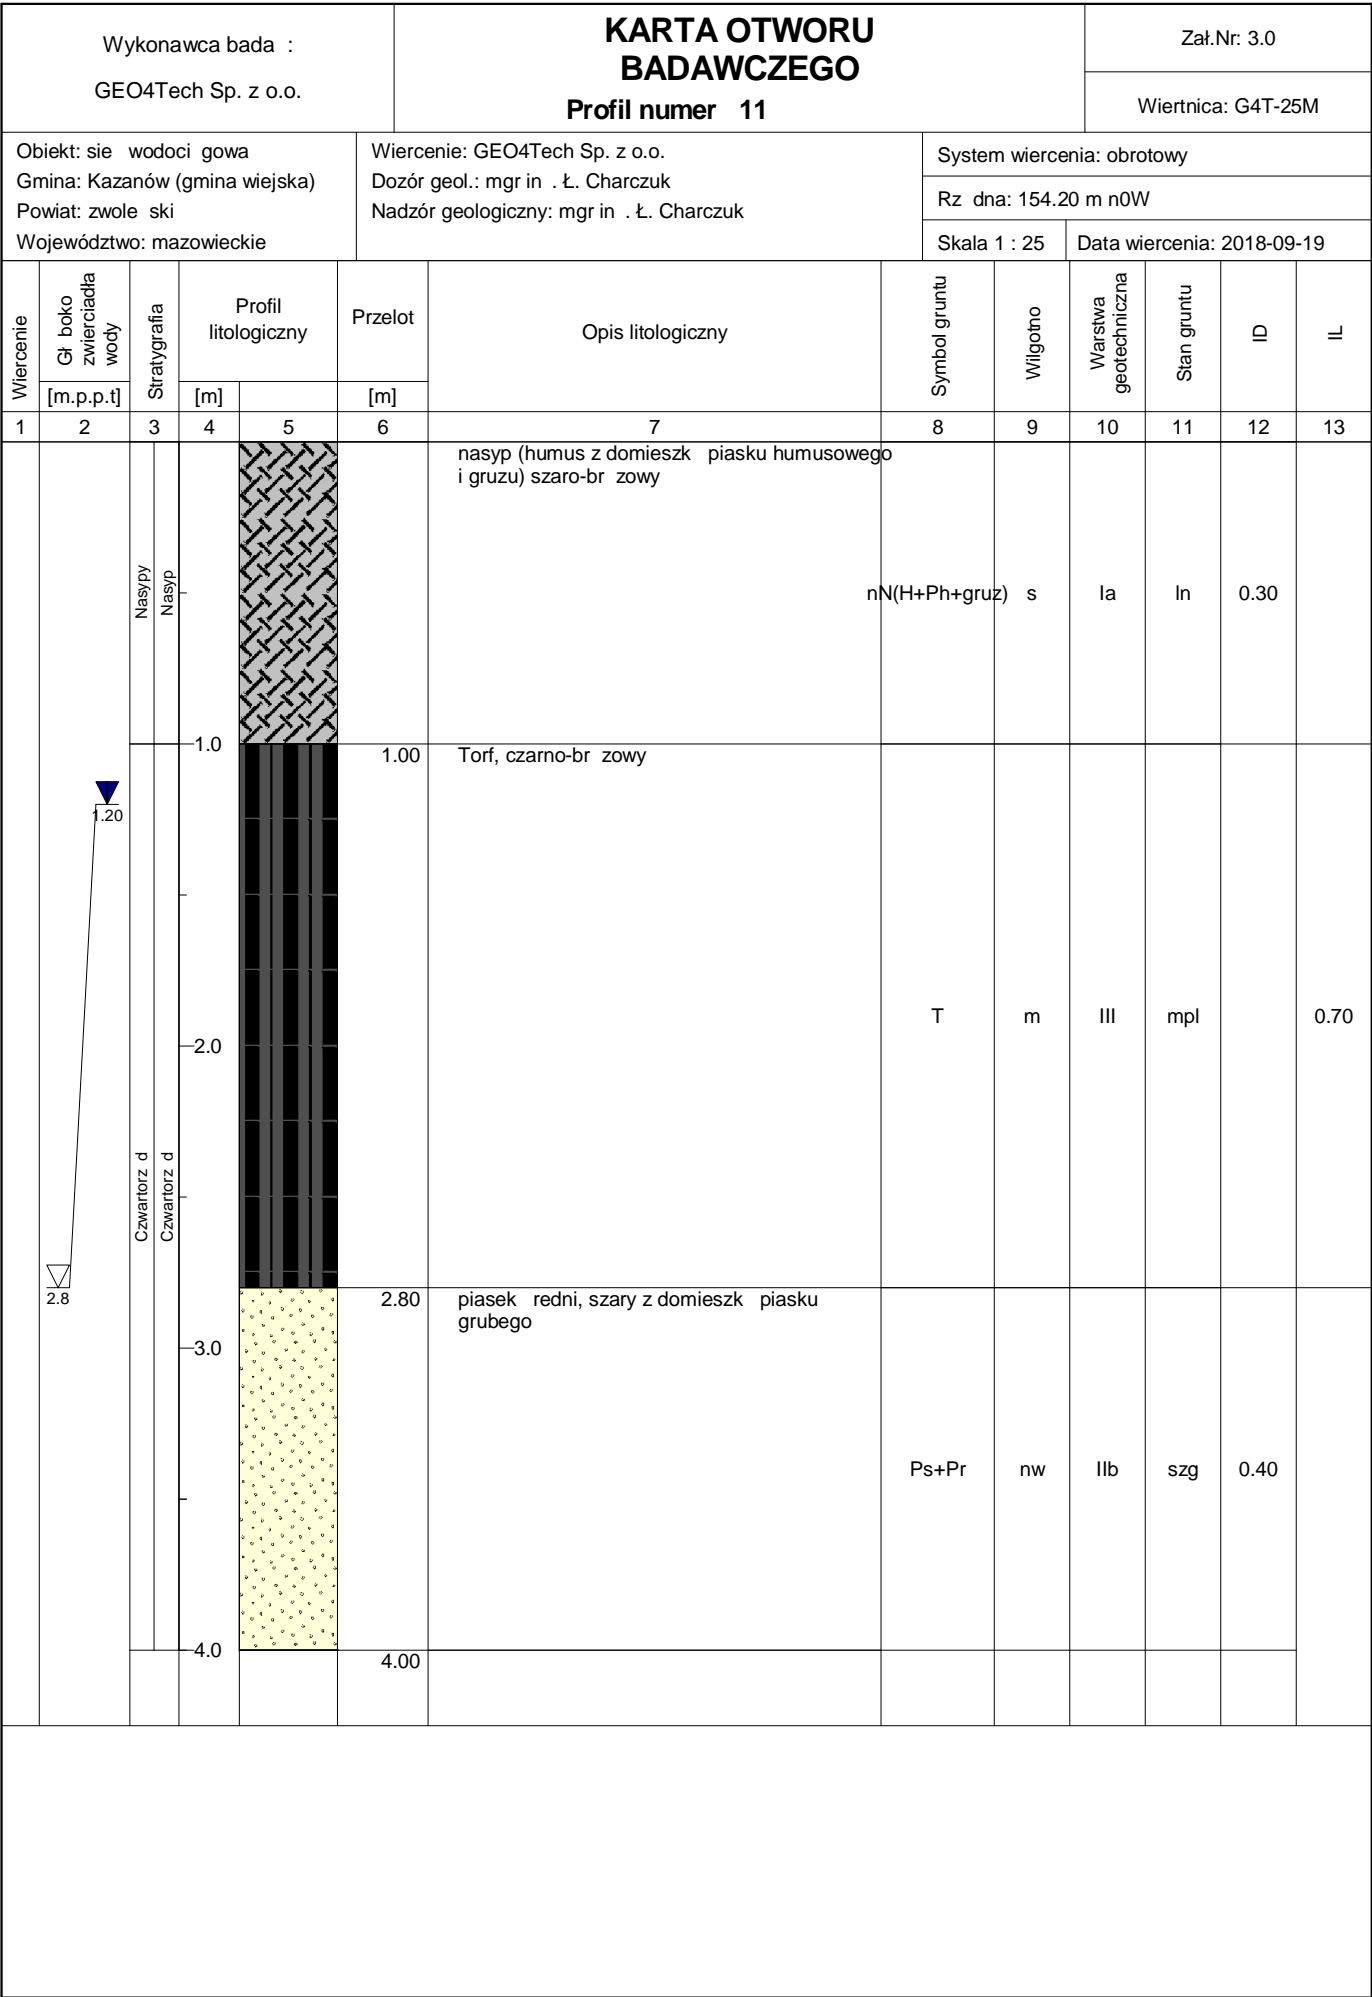 Wykonawca bada :
GEO4Tech Sp. z o.o.
KARTA OTWORU
BADAWCZEGO
Profil numer 11
Zał.Nr: 3.0
Wiertnica: G4T-25M
Obiekt: sie wodoci gowa
Gmina: Kazanów (gmina wiejska)
Powiat: zwole ski
Województwo: mazowieckie
Wiercenie: GEO4Tech Sp. z o.o.
Dozór geol.: mgr in . Ł. Charczuk
Nadzór geologiczny: mgr in . Ł. Charczuk
System wiercenia: obrotowy
Rz dna: 154.20 m n0W
Skala 1 : 25
Data wiercenia: 2018-09-19
Wiercenie
Gł boko
zwierciadła
wody
[m.p.p.t]
Stratygrafia
Profil
litologiczny
[m]
Przelot
[m]
Opis litologiczny
Symbol gruntu
Wilgotno
Warstwa
geotechniczna
Stan gruntu
ID
IL
1 2 3 4 5 6 7 8 9 10 11 12 13
nasyp (humus z domieszk piasku humusowego
i gruzu) szaro-br zowy
Nasypy
Nasyp
nN(H+Ph+gruz) s Ia ln 0.30
1.0
1.00 Torf, czarno-br zowy
1.20
T m III mpl 0.70
2.0
Czwartorz d
Czwartorz d
2.8
2.80 piasek redni, szary z domieszk piasku
grubego
3.0
Ps+Pr nw IIb szg 0.40
4.0
4.00